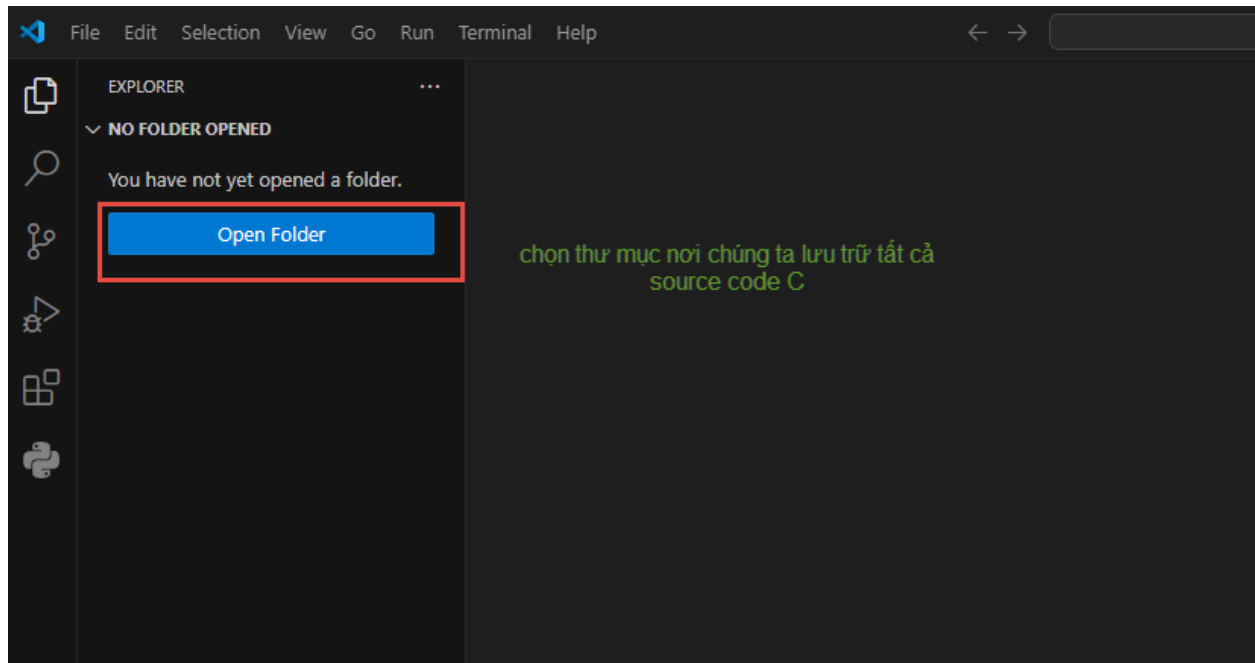 File Edit Selection View Go Run Terminal Help
EXPLORER
NO FOLDER OPENED
You have not yet opened a folder.
Open Folder
chọn thư mục nơi chúng ta lưu trữ tất cả
source code C